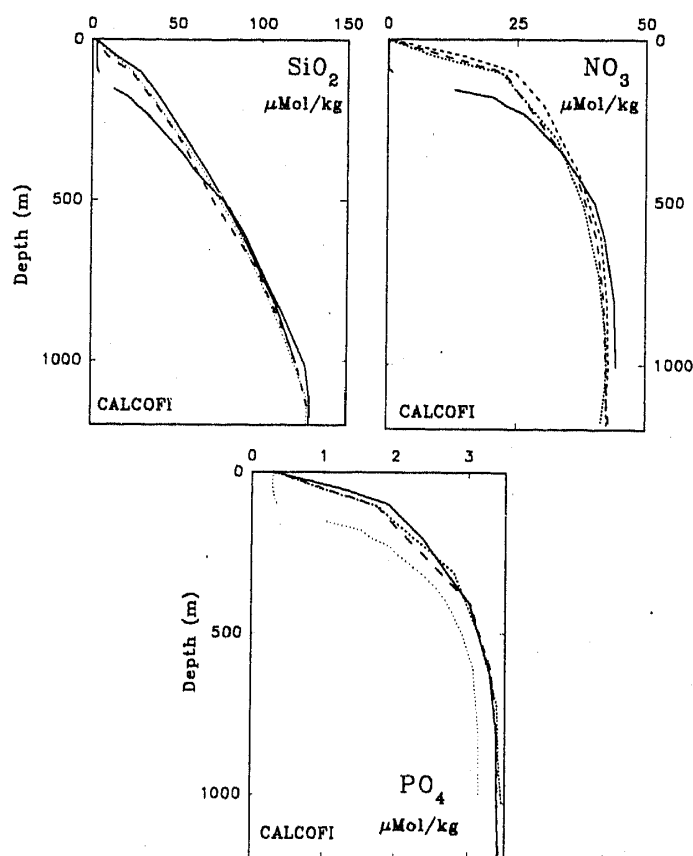 0 50 100 150
0 25 50
0
500
1000
Depth (m)
SiO2
μMol/kg
CALCOFI
0
500
1000
NO3
μMol/kg
CALCOFI
1 2 3
0
500
1000
Depth (m)
PO4
μMol/kg
CALCOFI